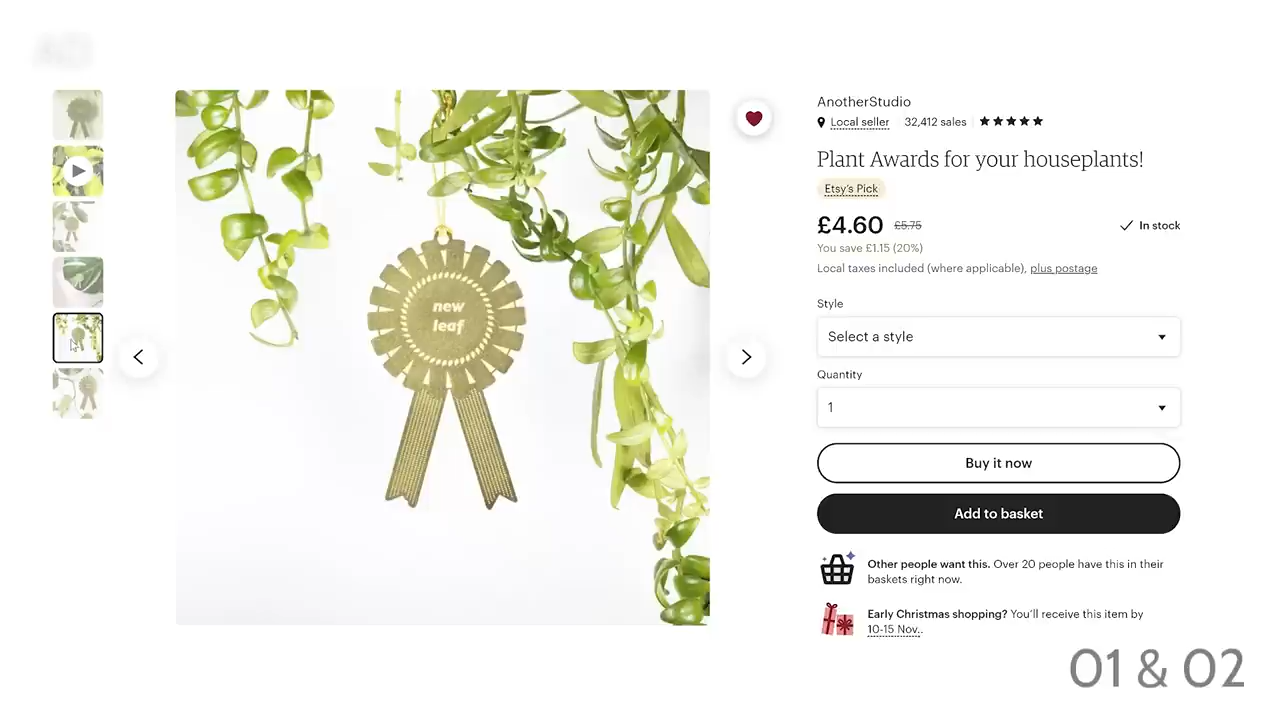 AD
AnotherStudio
Local seller 32,412 sales
Plant Awards for your houseplants!
Etsy's Pick
£4.60 £5.75
In stock
You save £1.15 (20%)
Local taxes included (where applicable), plus postage
Style
Select a style
Quantity
1
Buy it now
Add to basket
Other people want this. Over 20 people have this in their
baskets right now.
Early Christmas shopping? You'll receive this item by
10-15 Nov..
new
leaf
01 & 02